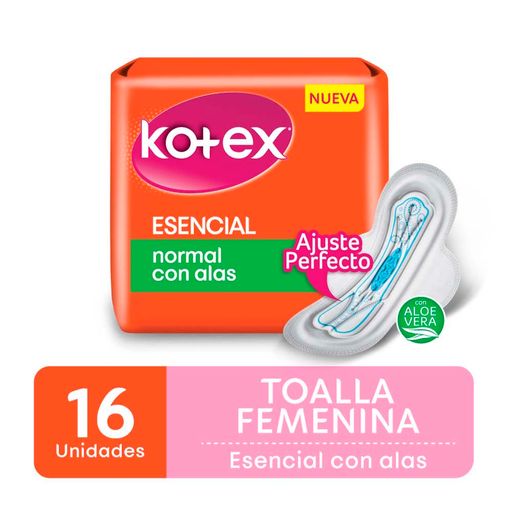 NUEVA
kotex
ESENCIAL
normal
con alas
Ajuste
Perfecto
con
ALOE
VERA
16
Unidades
TOALLA
FEMENINA
Esencial con alas